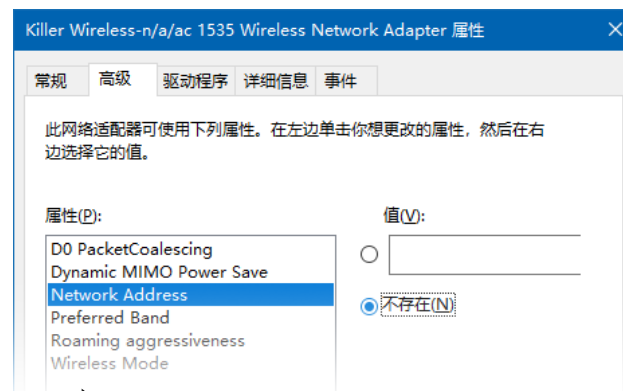 Killer Wireless-n/a/ac 1535 Wireless Network Adapter 属性
常规 高级 驱动程序 详细信息 事件
此网络适配器可使用下列属性。在左边单击你想更改的属性，然后在右
边选择它的值。
属性(P): 值(V):
D0 PacketCoalescing
Dynamic MIMO Power Save
Network Address 不存在(N)
Preferred Band
Roaming aggressiveness
Wireless Mode